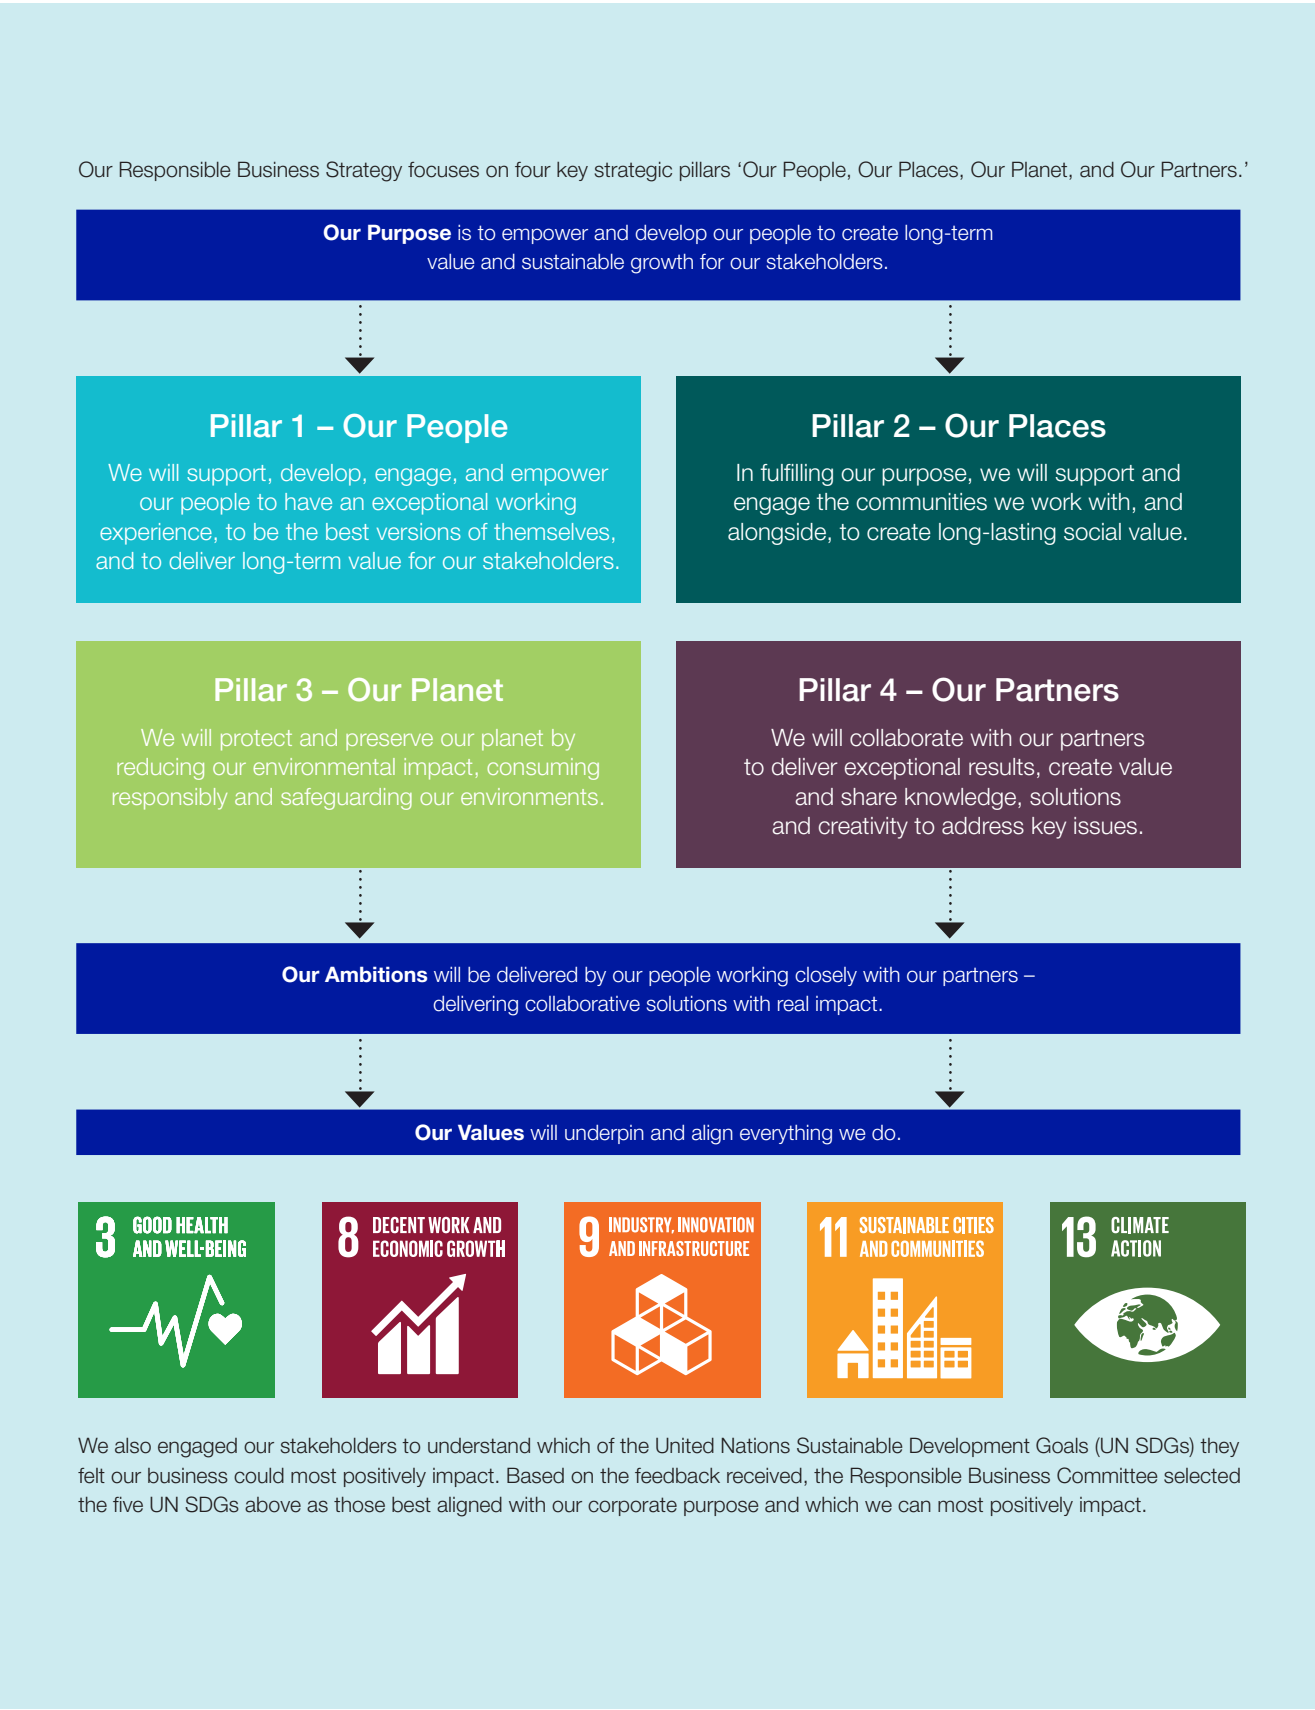 Our Responsible Business Strategy focuses on four key strategic pillars ‘Our People, Our Places, Our Planet, and Our Partners.’
Our Purpose is to empower and develop our people to create long-term
value and sustainable growth for our stakeholders.
Pillar 1 – Our People
We will support, develop, engage, and empower
our people to have an exceptional working
experience, to be the best versions of themselves,
and to deliver long-term value for our stakeholders.
Pillar 2 – Our Places
In fulfilling our purpose, we will support and
engage the communities we work with, and
alongside, to create long-lasting social value.
Pillar 3 – Our Planet
We will protect and preserve our planet by
reducing our environmental impact, consuming
responsibly and safeguarding our environments.
Pillar 4 – Our Partners
We will collaborate with our partners
to deliver exceptional results, create value
and share knowledge, solutions
and creativity to address key issues.
Our Ambitions will be delivered by our people working closely with our partners –
delivering collaborative solutions with real impact.
Our Values will underpin and align everything we do.
3 GOOD HEALTH
AND WELL-BEING
8 DECENT WORK AND
ECONOMIC GROWTH
9 INDUSTRY, INNOVATION
AND INFRASTRUCTURE
11 SUSTAINABLE CITIES
AND COMMUNITIES
13 CLIMATE
ACTION
We also engaged our stakeholders to understand which of the United Nations Sustainable Development Goals (UN SDGs) they
felt our business could most positively impact. Based on the feedback received, the Responsible Business Committee selected
the five UN SDGs above as those best aligned with our corporate purpose and which we can most positively impact.